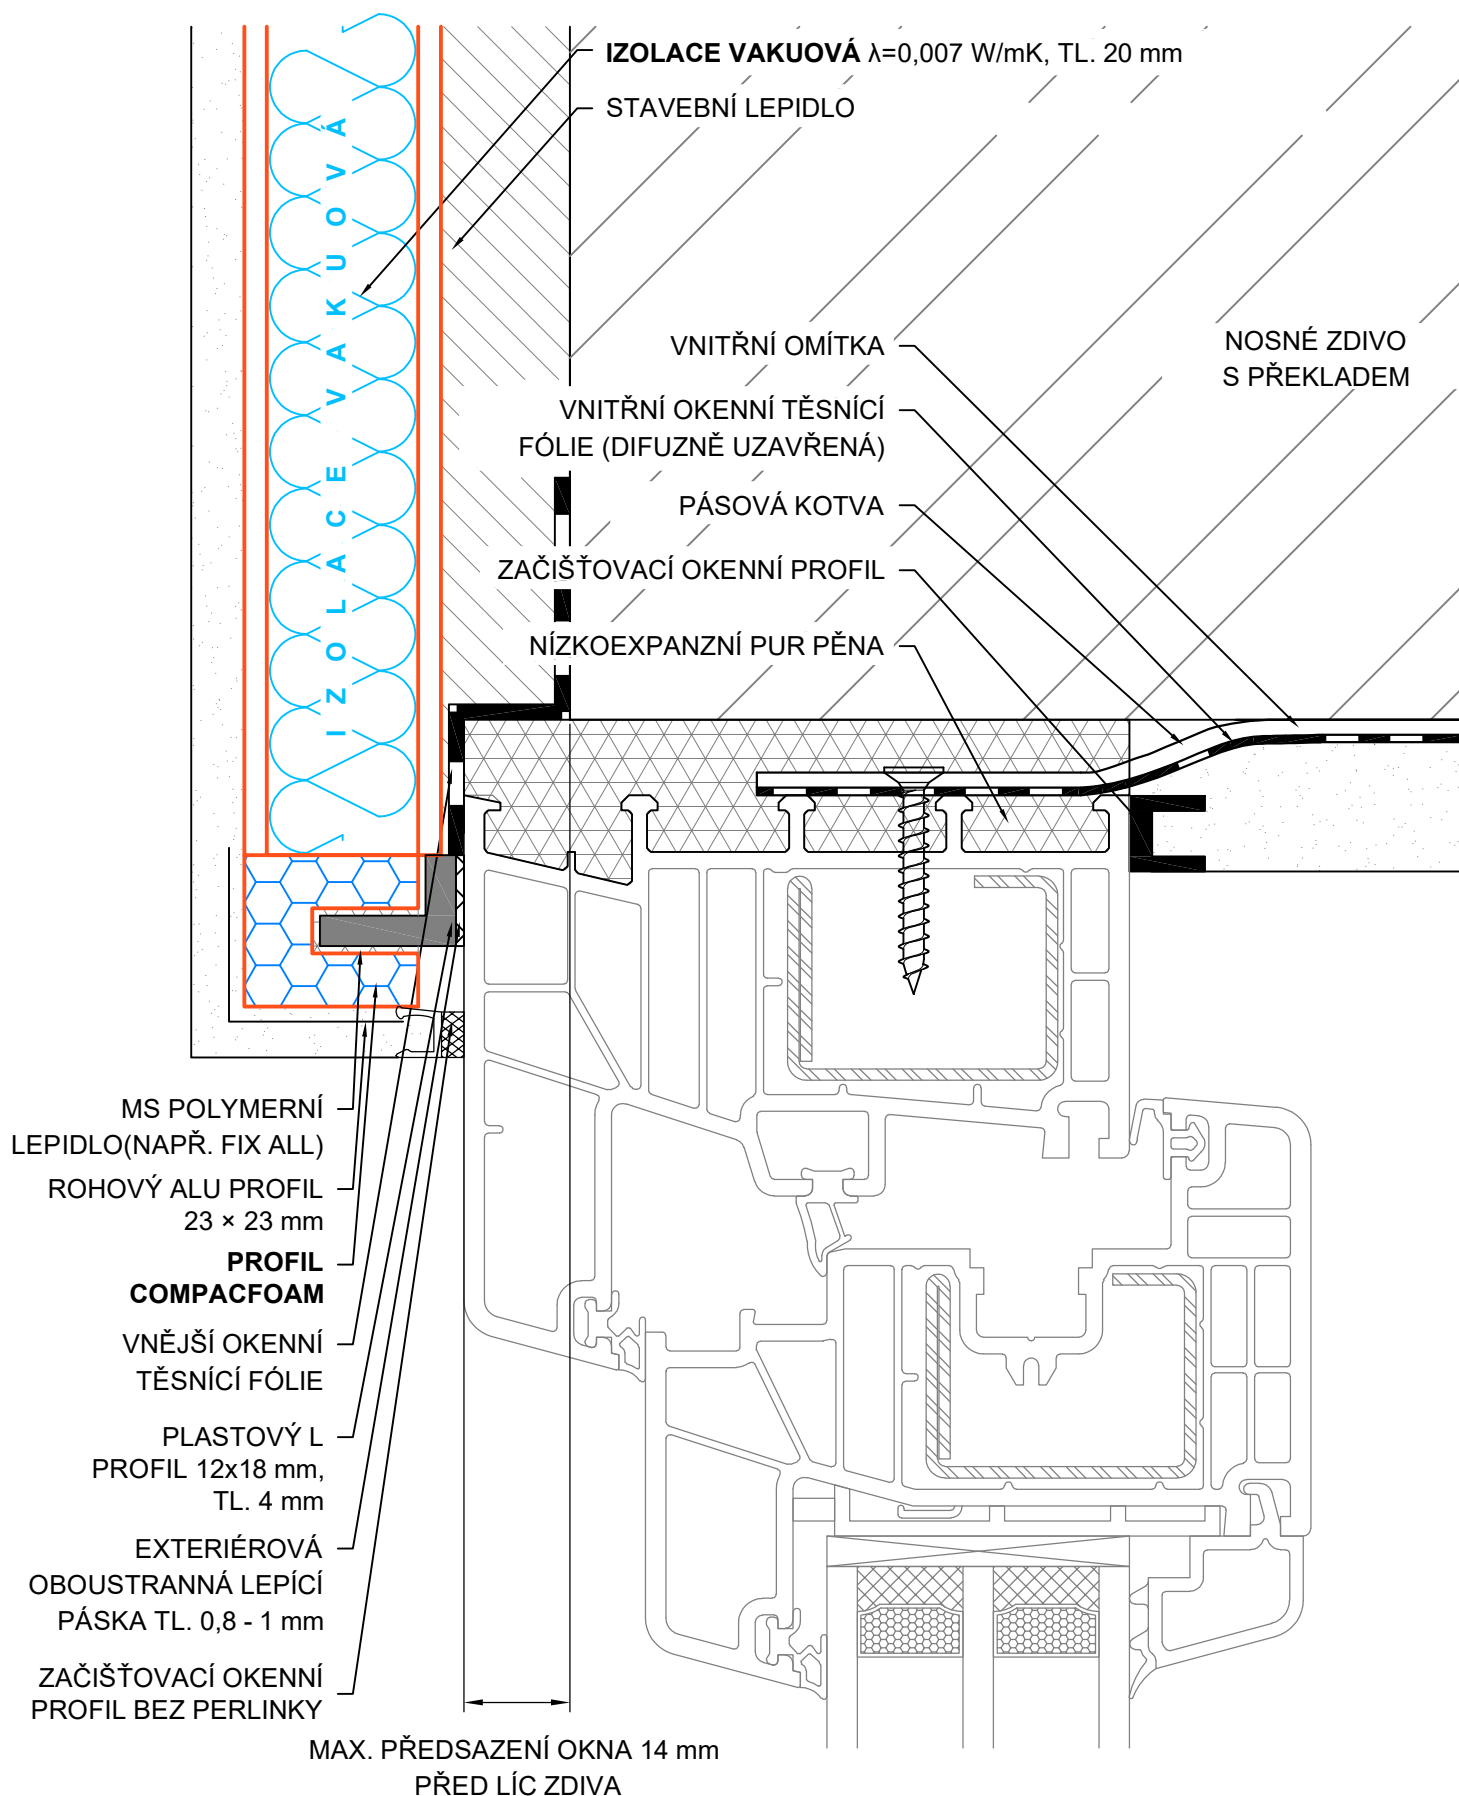 IZOLACE VAKUOVÁ λ=0,007 W/mK, TL. 20 mm
STAVEBNÍ LEPIDLO
IZOLACE VAKUOVÁ
VNITŘNÍ OMÍTKA
NOSNÉ ZDIVO
S PŘEKLADEM
VNITŘNÍ OKENNÍ TĚSNÍCÍ
FÓLIE (DIFUZNĚ UZAVŘENÁ)
PÁSOVÁ KOTVA
ZAČIŠŤOVACÍ OKENNÍ PROFIL
NÍZKOEXPANZNÍ PUR PĚNA
MS POLYMERNÍ
LEPIDLO(NAPŘ. FIX ALL)
ROHOVÝ ALU PROFIL
23 × 23 mm
PROFIL
COMPACFOAM
VNĚJŠÍ OKENNÍ
TĚSNÍCÍ FÓLIE
PLASTOVÝ L
PROFIL 12x18 mm,
TL. 4 mm
EXTERIÉROVÁ
OBOUSTRANNÁ LEPÍCÍ
PÁSKA TL. 0,8 - 1 mm
ZAČIŠŤOVACÍ OKENNÍ
PROFIL BEZ PERLINKY
MAX. PŘEDSAZENÍ OKNA 14 mm
PŘED LÍC ZDIVA